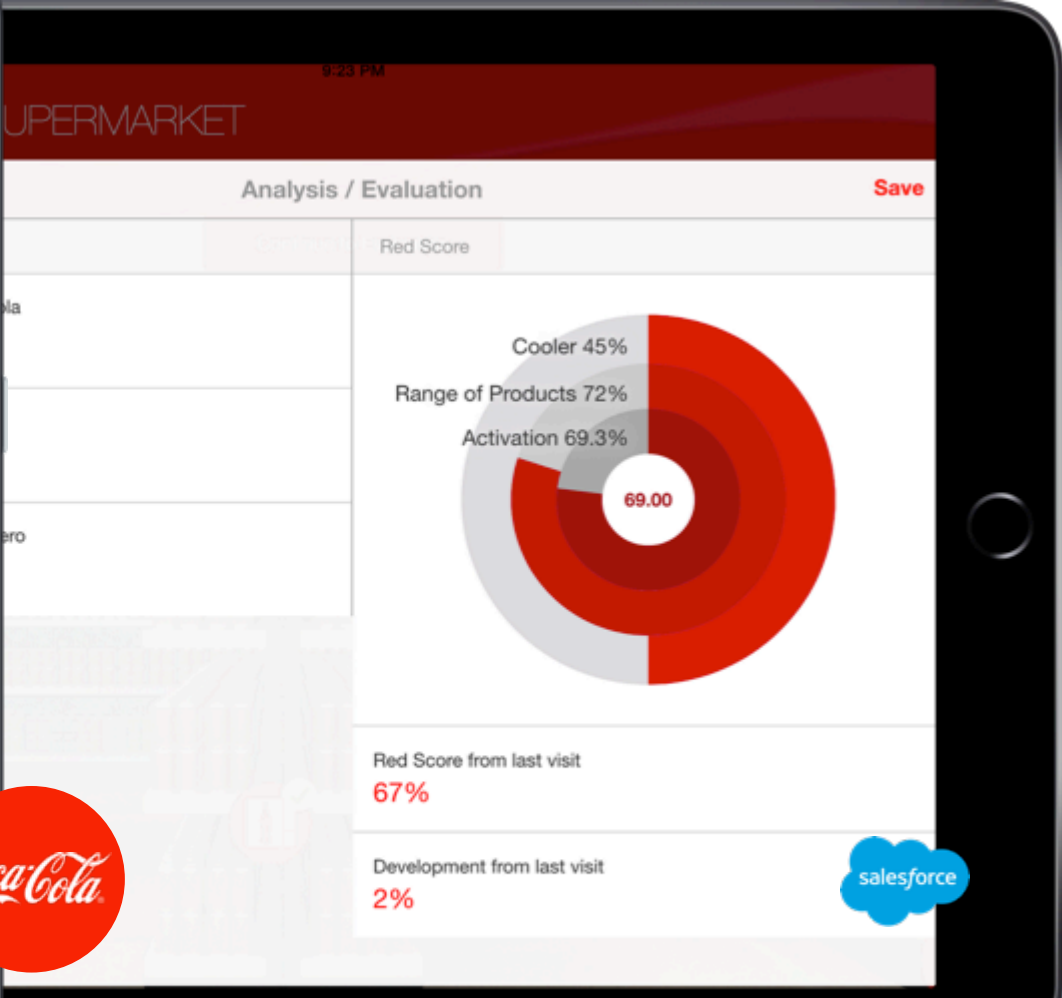 9:23 PM
UPERMARKET
Analysis / Evaluation
Save
Red Score
ola
ero
Cooler 45%
Range of Products 72%
Activation 69.3%
69.00
Red Score from last visit
67%
Development from last visit
2%
ca-Cola
salesforce